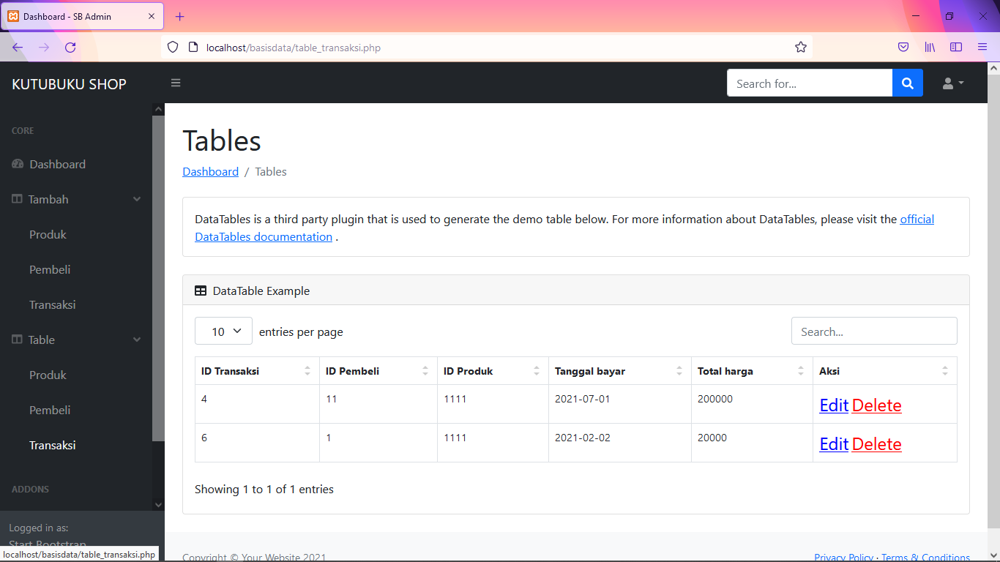 Dashboard - SB Admin
localhost/basisdata/table_transaksi.php
KUTUBUKU SHOP
Search for...
CORE
Dashboard
Tambah
Produk
Pembeli
Transaksi
Table
Produk
Pembeli
Transaksi
ADDONS
Logged in as:
Start Bootstrap
localhost/basisdata/table_transaksi.php
Tables
Dashboard / Tables
DataTables is a third party plugin that is used to generate the demo table below. For more information about DataTables, please visit the official
DataTables documentation .
DataTable Example
10 entries per page Search...
ID Transaksi ID Pembeli ID Produk Tanggal bayar Total harga Aksi
4 11 1111 2021-07-01 200000 Edit Delete
6 1 1111 2021-02-02 20000 Edit Delete
Showing 1 to 1 of 1 entries
Copyright © Your Website 2021 Privacy Policy · Terms & Conditions